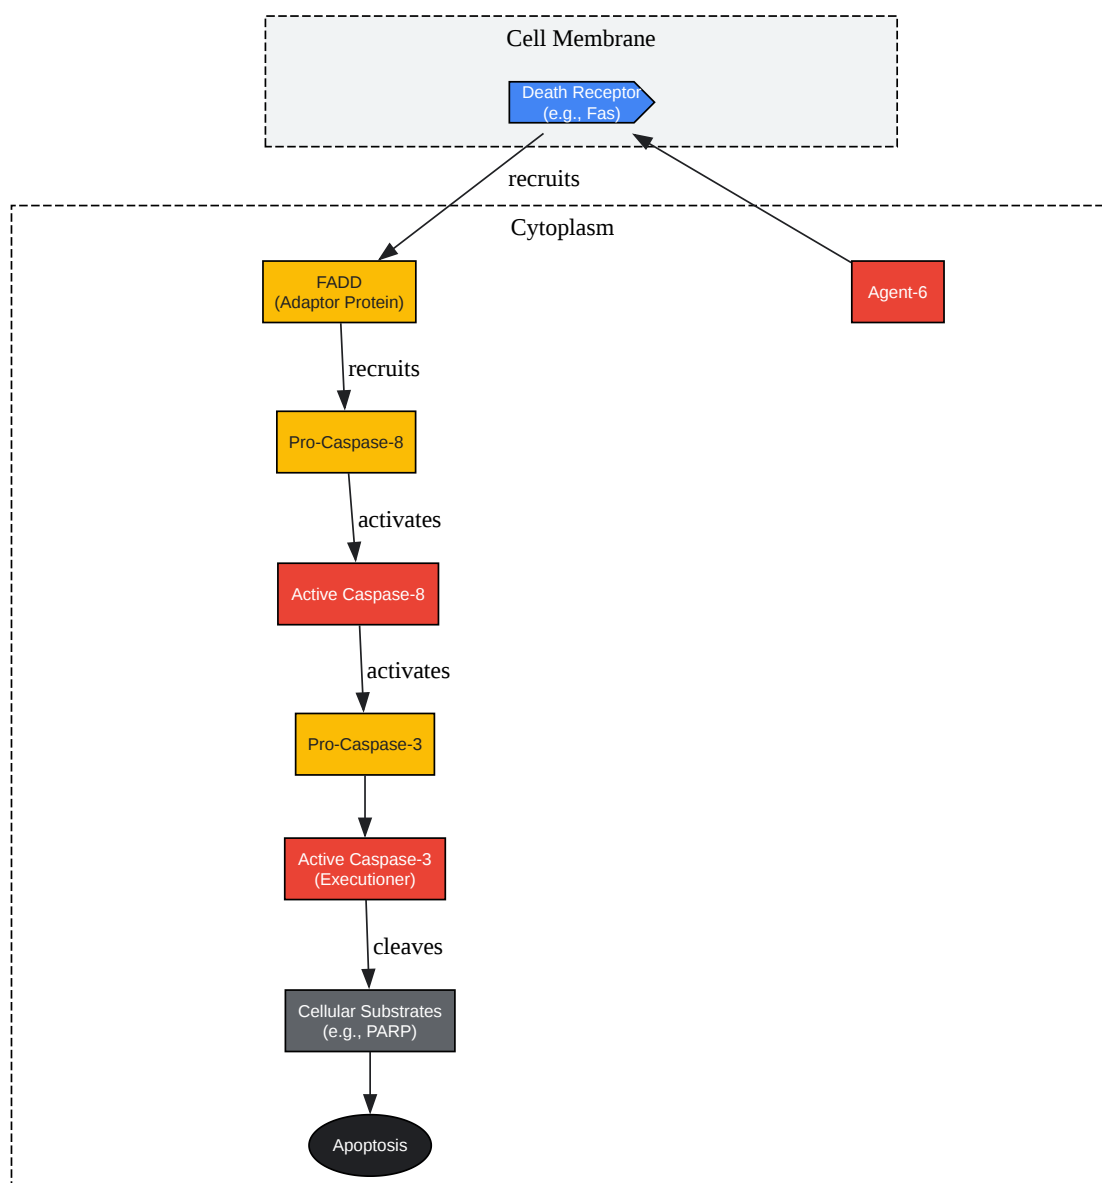 Cell Membrane
Death Receptor
(e.g., Fas)
recruits
Cytoplasm
FADD
(Adaptor Protein)
Agent-6
recruits
Pro-Caspase-8
activates
Active Caspase-8
activates
Pro-Caspase-3
Active Caspase-3
(Executioner)
cleaves
Cellular Substrates
(e.g., PARP)
Apoptosis